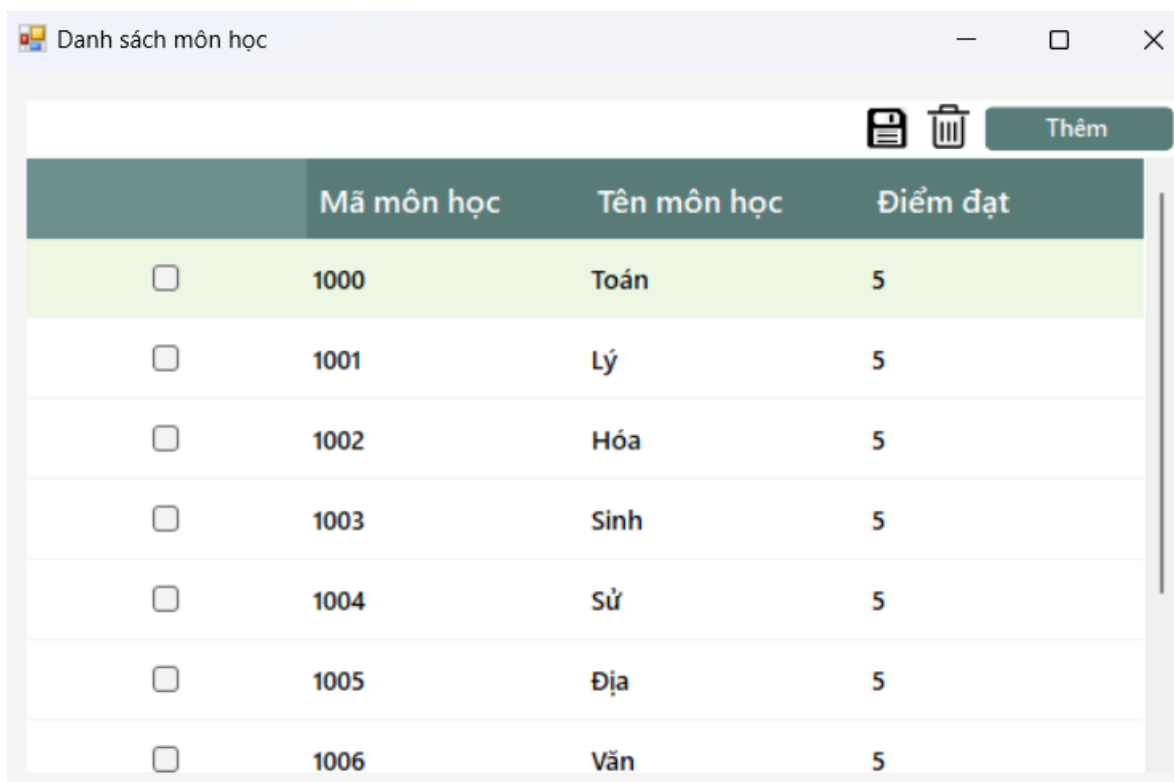 Danh sách môn học
Thêm
Mã môn học Tên môn học Điểm đạt
1000 Toán 5
1001 Lý 5
1002 Hóa 5
1003 Sinh 5
1004 Sử 5
1005 Địa 5
1006 Văn 5